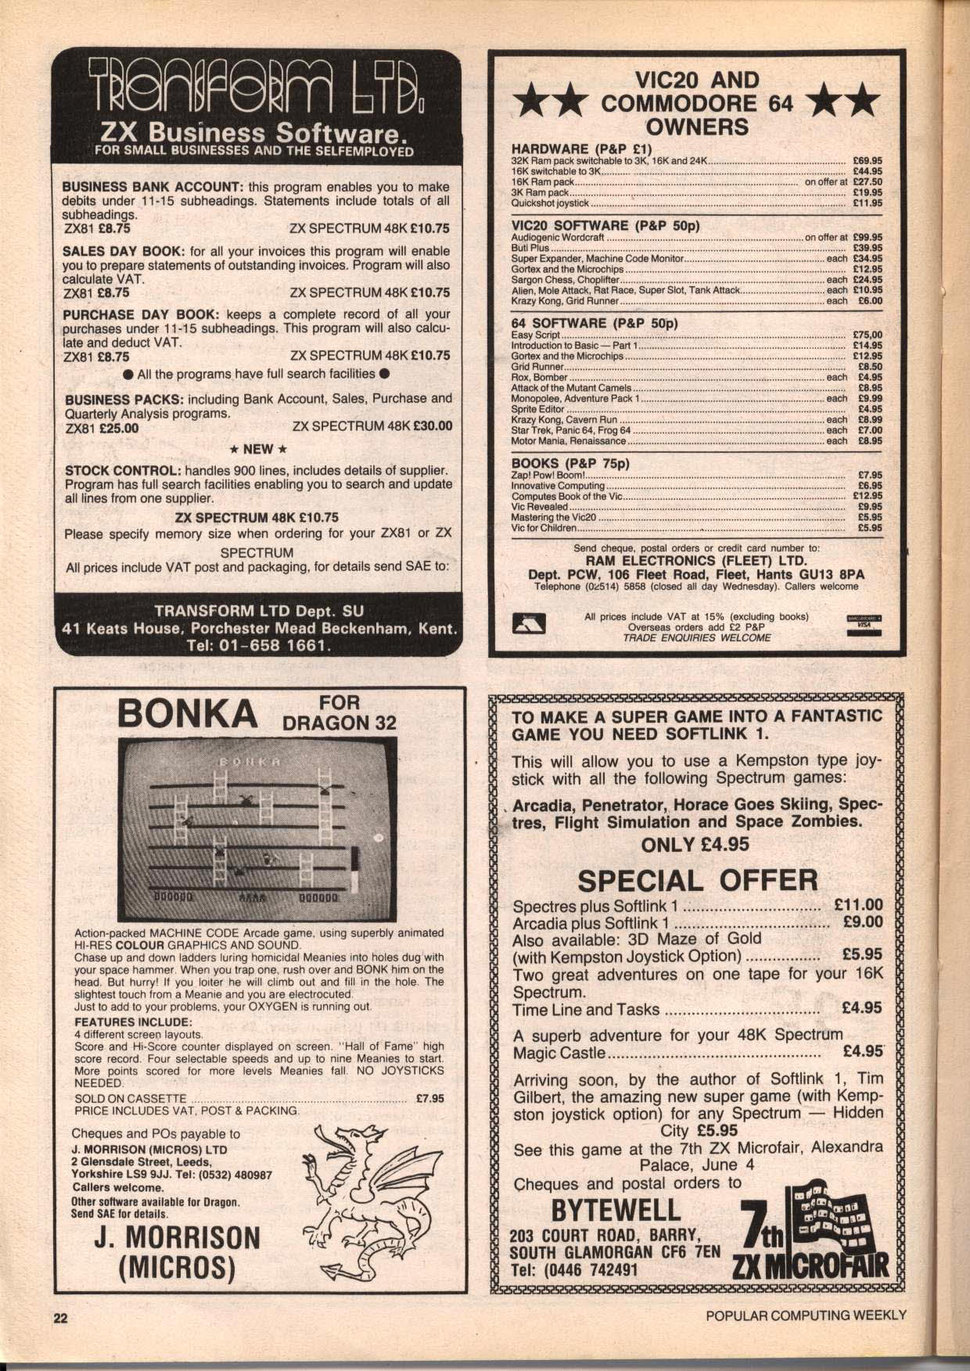 TRANSFORM LTD.
ZX Business Software.
FOR SMALL BUSINESSES AND THE SELFEMPLOYED
BUSINESS BANK ACCOUNT: this program enables you to make
debits under 11-15 subheadings. Statements include totals of all
subheadings.
ZX81 £8.75 ZX SPECTRUM 48K £10.75
SALES DAY BOOK: for all your invoices this program will enable
you to prepare statements of outstanding invoices. Program will also
calculate VAT.
ZX81 £8.75 ZX SPECTRUM 48K £10.75
PURCHASE DAY BOOK: keeps a complete record of all your
purchases under 11-15 subheadings. This program will also calcu-
late and deduct VAT.
ZX81 £8.75 ZX SPECTRUM 48K £10.75
● All the programs have full search facilities ●
BUSINESS PACKS: including Bank Account, Sales, Purchase and
Quarterly Analysis programs.
ZX81 £25.00 ZX SPECTRUM 48K £30.00
★ NEW ★
STOCK CONTROL: handles 900 lines, includes details of supplier.
Program has full search facilities enabling you to search and update
all lines from one supplier.
ZX SPECTRUM 48K £10.75
Please specify memory size when ordering for your ZX81 or ZX
SPECTRUM
All prices include VAT post and packaging, for details send SAE to:
TRANSFORM LTD Dept. SU
41 Keats House, Porchester Mead Beckenham, Kent.
Tel: 01-658 1661.
VIC20 AND
COMMODORE 64
OWNERS
HARDWARE (P&P £1)
32K Ram pack switchable to 3K, 16K and 24K ... £69.95
16K switchable to 3K ... £44.95
16K Ram pack ... on offer at £27.50
3K Ram pack ... £19.95
Quickshot joystick ... £11.95
VIC20 SOFTWARE (P&P 50p)
Audiogenic Wordcraft ... on offer at £99.95
Buti Plus ... £39.95
Super Expander, Machine Code Monitor ... each £34.95
Gortex and the Microchips ... £12.95
Sargon Chess, Choplifter ... each £24.95
Alien, Mole Attack, Rat Race, Super Slot, Tank Attack ... each £10.95
Krazy Kong, Grid Runner ... each £6.00
64 SOFTWARE (P&P 50p)
Easy Script ... £75,00
Introduction to Basic — Part 1 ... £14.95
Gortex and the Microchips ... £12.95
Grid Runner ... £8.50
Rox, Bomber ... each £4.95
Attack of the Mutant Camels ... £8.95
Monopolee, Adventure Pack 1 ... each £9.99
Sprite Editor ... £4.95
Krazy Kong, Cavern Run ... each £8.99
Star Trek, Panic 64, Frog 64 ... each £7.00
Motor Mania, Renaissance ... each £8.95
BOOKS (P&P 75p)
Zap! Pow! Boom! ... £7.95
Innovative Computing ... £6.95
Computes Book of the Vic ... £12.95
Vic Revealed ... £9.95
Mastering the Vic20 ... £5.95
Vic for Children ... £5.95
Send cheque, postal orders or credit card number to:
RAM ELECTRONICS (FLEET) LTD.
Dept. PCW, 106 Fleet Road, Fleet, Hants GU13 8PA
Telephone (02514) 5858 (closed all day Wednesday). Callers welcome
All prices include VAT at 15% (excluding books)
Overseas orders add £2 P&P
TRADE ENQUIRIES WELCOME
VISA
BONKA FOR
DRAGON 32
BONKA
000000 000000
Action-packed MACHINE CODE Arcade game, using superbly animated
HI-RES COLOUR GRAPHICS AND SOUND.
Chase up and down ladders luring homicidal Meanies into holes dug with
your space hammer. When you trap one, rush over and BONK him on the
head. But hurry! If you loiter he will climb out and fill in the hole. The
slightest touch from a Meanie and you are electrocuted.
Just to add to your problems, your OXYGEN is running out.
FEATURES INCLUDE:
4 different screen layouts.
Score and Hi-Score counter displayed on screen. "Hall of Fame" high
score record. Four selectable speeds and up to nine Meanies to start.
More points scored for more levels Meanies fall. NO JOYSTICKS
NEEDED.
SOLD ON CASSETTE ... £7.95
PRICE INCLUDES VAT, POST & PACKING.
Cheques and POs payable to
J. MORRISON (MICROS) LTD
2 Glensdale Street, Leeds,
Yorkshire LS9 9JJ. Tel: (0532) 480987
Callers welcome.
Other software available for Dragon.
Send SAE for details.
J. MORRISON
(MICROS)
TO MAKE A SUPER GAME INTO A FANTASTIC
GAME YOU NEED SOFTLINK 1.
This will allow you to use a Kempston type joy-
stick with all the following Spectrum games:
Arcadia, Penetrator, Horace Goes Skiing, Spec-
tres, Flight Simulation and Space Zombies.
ONLY £4.95
SPECIAL OFFER
Spectres plus Softlink 1 ... £11.00
Arcadia plus Softlink 1 ... £9.00
Also available: 3D Maze of Gold
(with Kempston Joystick Option) ... £5.95
Two great adventures on one tape for your 16K
Spectrum.
Time Line and Tasks ... £4.95
A superb adventure for your 48K Spectrum
Magic Castle ... £4.95
Arriving soon, by the author of Softlink 1, Tim
Gilbert, the amazing new super game (with Kemp-
ston joystick option) for any Spectrum — Hidden
City £5.95
See this game at the 7th ZX Microfair, Alexandra
Palace, June 4
Cheques and postal orders to
BYTEWELL
203 COURT ROAD, BARRY,
SOUTH GLAMORGAN CF6 7EN
Tel: (0446 742491
7th
ZX MICROFAIR
22 POPULAR COMPUTING WEEKLY